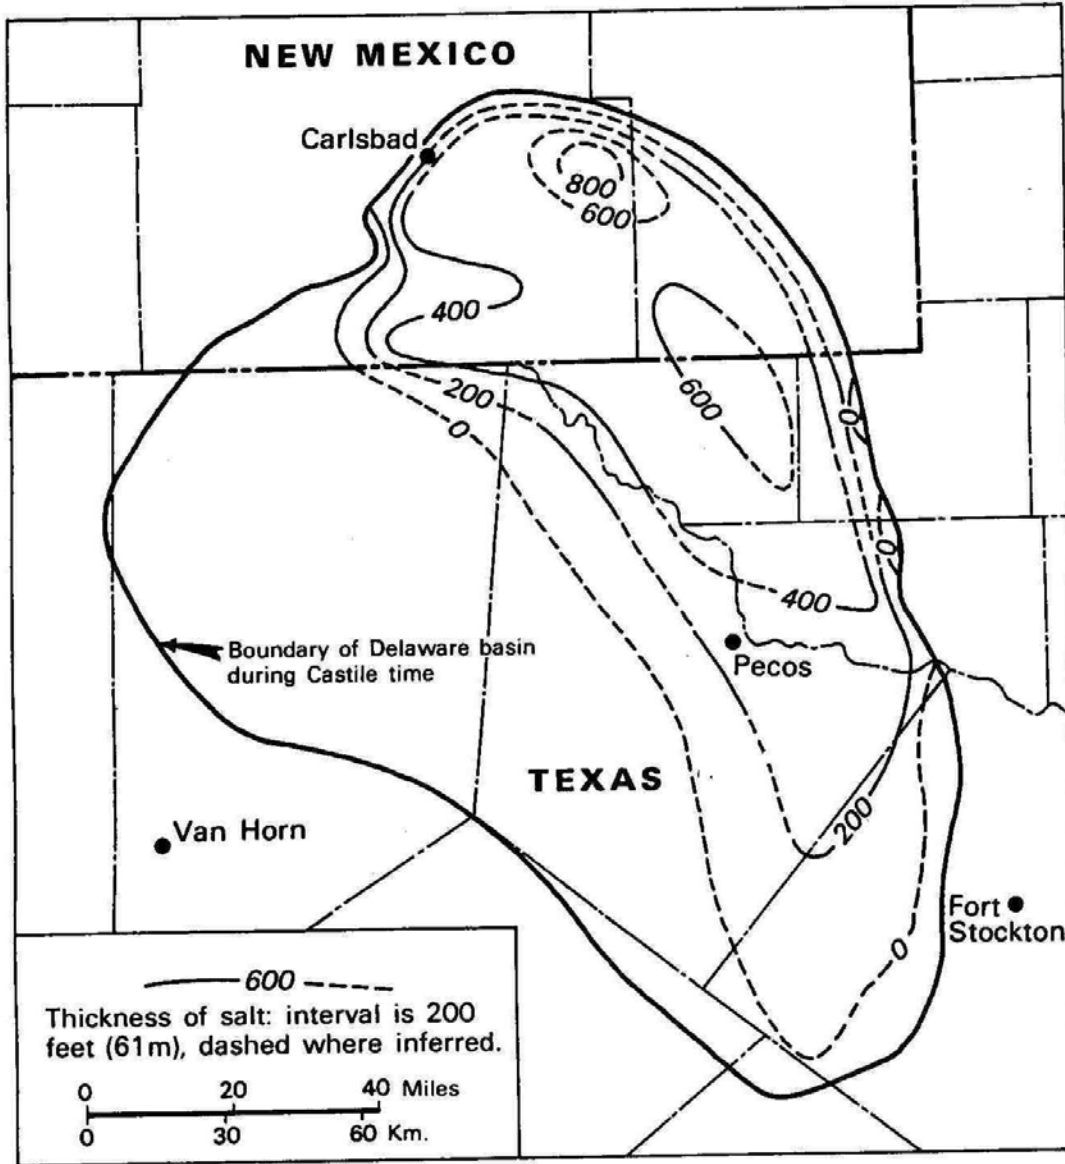 NEW MEXICO
Carlsbad
800
600
400
600
200
0
0
0
400
Boundary of Delaware basin
during Castile time
Pecos
TEXAS
Van Horn
200
Fort
Stockton
0
600
Thickness of salt: interval is 200
feet (61m), dashed where inferred.
0 20 40 Miles
0 30 60 Km.